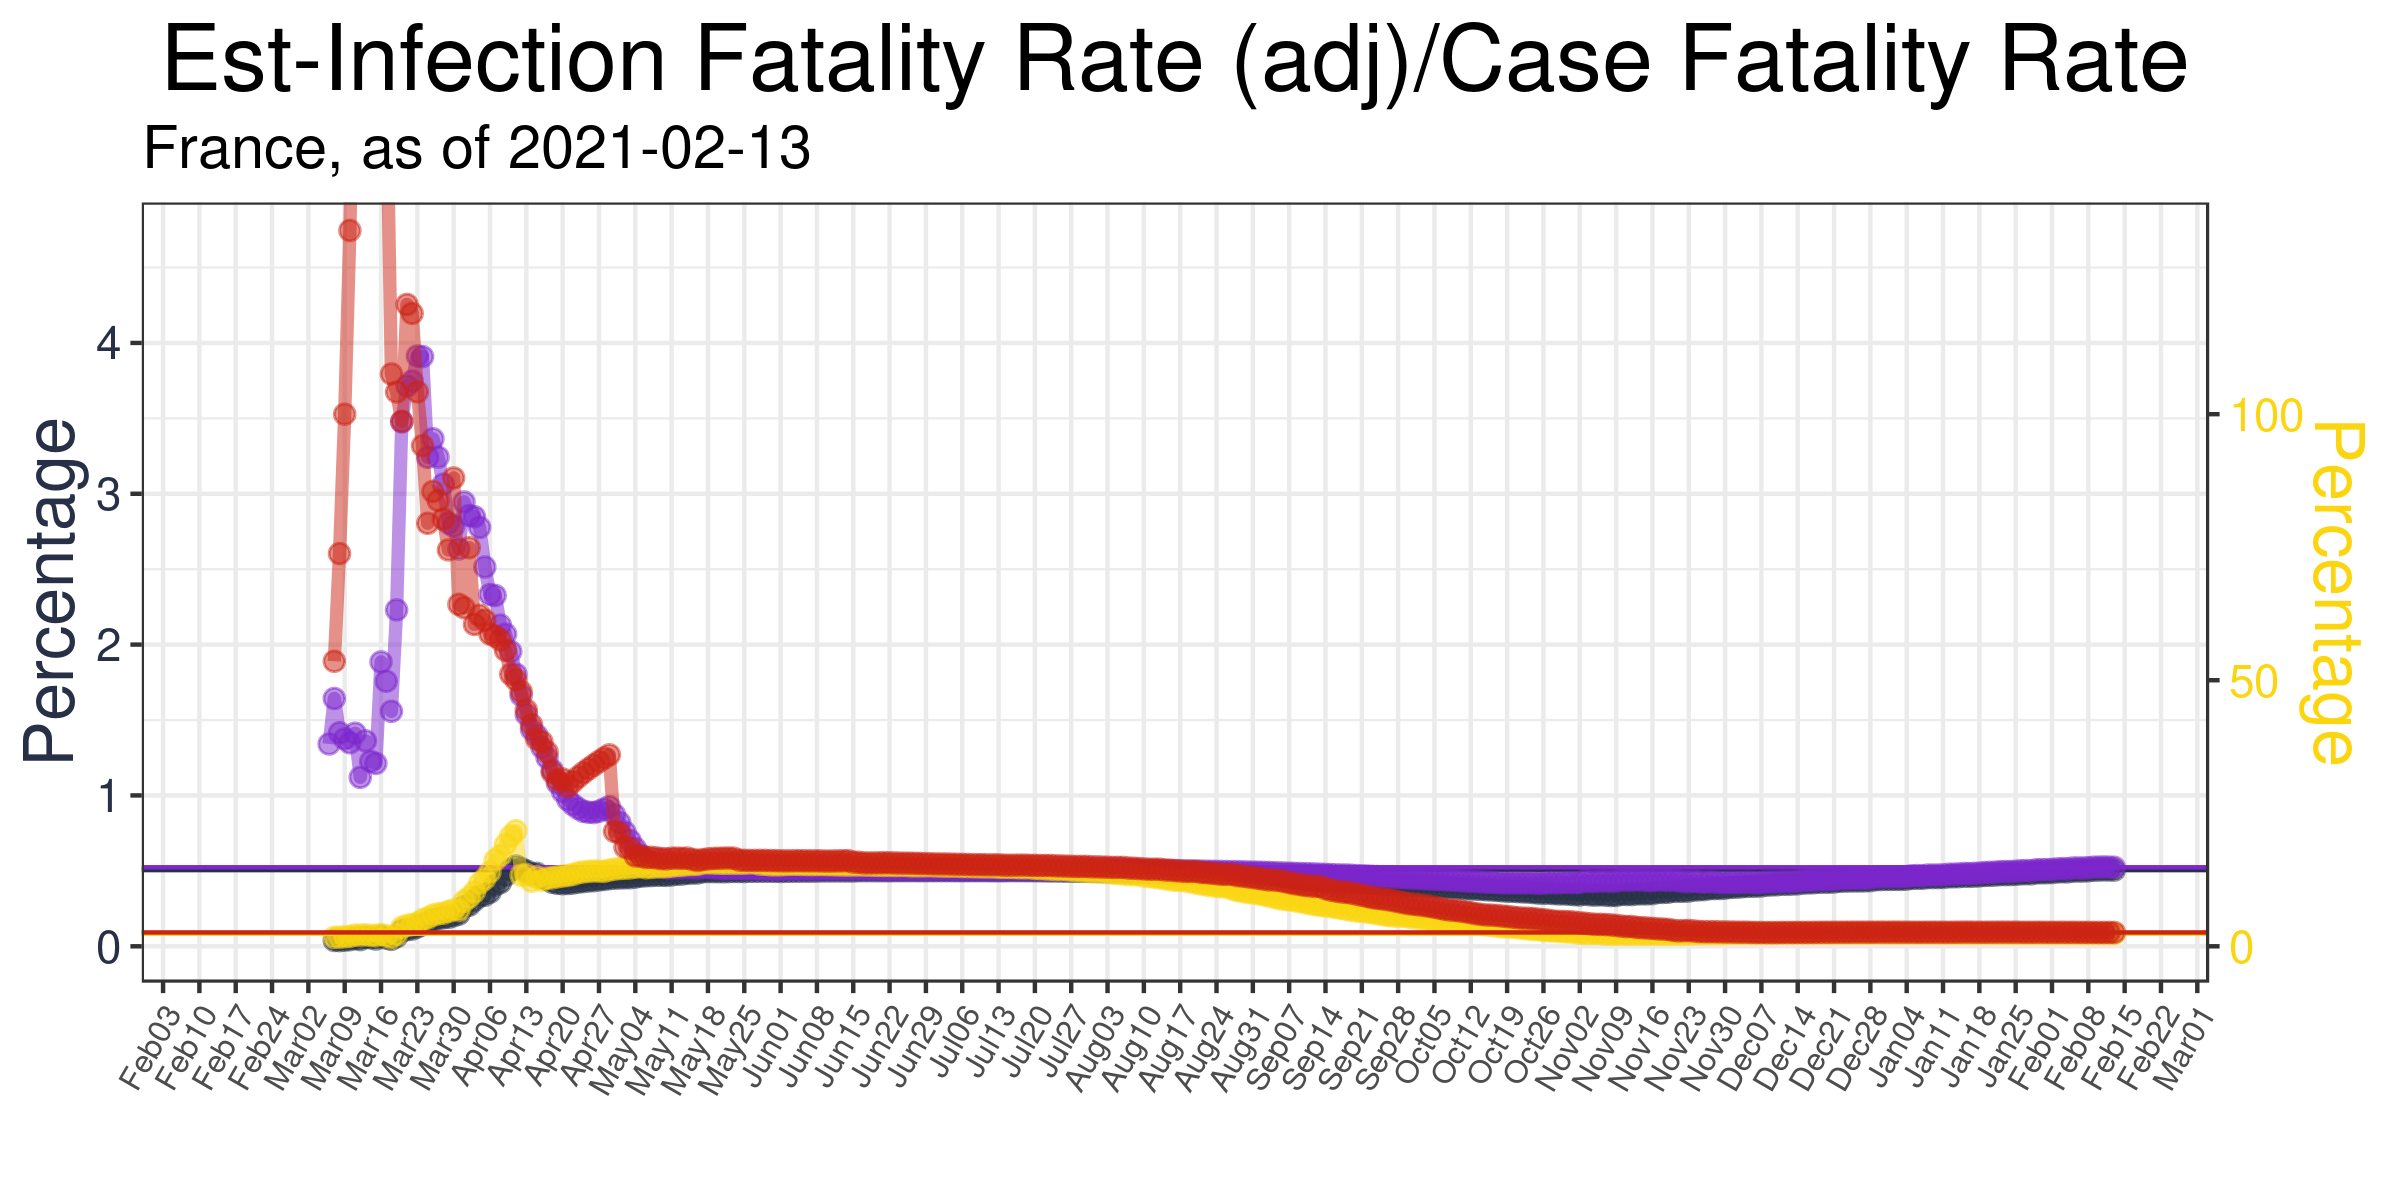 Est-Infection Fatality Rate (adj)/Case Fatality Rate
France, as of 2021-02-13
Percentage
4
3
2
1
0
100
50
0
Percentage
Feb03
Feb10
Feb17
Feb24
Mar02
Mar09
Mar16
Mar23
Mar30
Apr06
Apr13
Apr20
Apr27
May04
May11
May18
May25
Jun01
Jun08
Jun15
Jun22
Jun29
Jul06
Jul13
Jul20
Jul27
Aug03
Aug10
Aug17
Aug24
Aug31
Sep07
Sep14
Sep21
Sep28
Oct05
Oct12
Oct19
Oct26
Nov02
Nov09
Nov16
Nov23
Nov30
Dec07
Dec14
Dec21
Dec28
Jan04
Jan11
Jan18
Jan25
Feb01
Feb08
Feb15
Feb22
Mar01